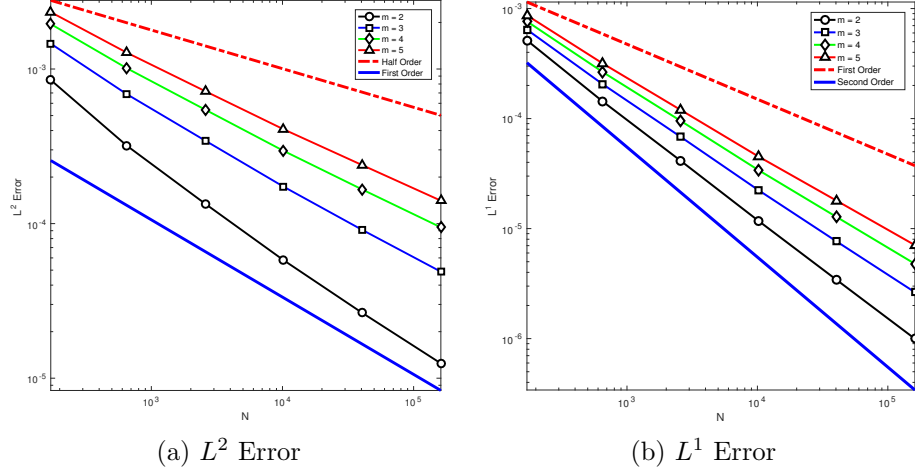 m = 2
m = 3
m = 4
m = 5
Half Order
First Order
10⁻³
10⁻⁴
10⁻⁵
L² Error
10³
10⁴
10⁵
N
(a) L² Error
m = 2
m = 3
m = 4
m = 5
First Order
Second Order
10⁻³
10⁻⁴
10⁻⁵
10⁻⁶
L¹ Error
10³
10⁴
10⁵
N
(b) L¹ Error